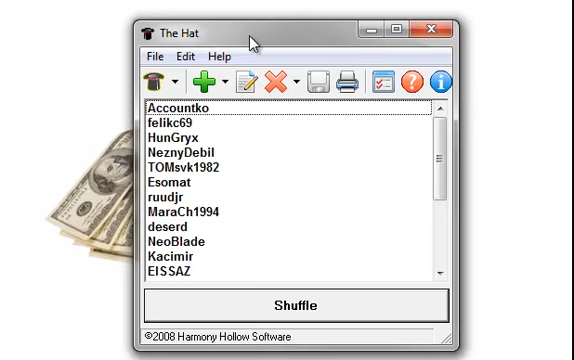 The Hat
File Edit Help
Accountko
felikc69
HunGryx
NeznyDebil
TOMsvk1982
Esomat
ruudjr
MaraCh1994
deserd
NeoBlade
Kacimir
EISSAZ
Shuffle
©2008 Harmony Hollow Software